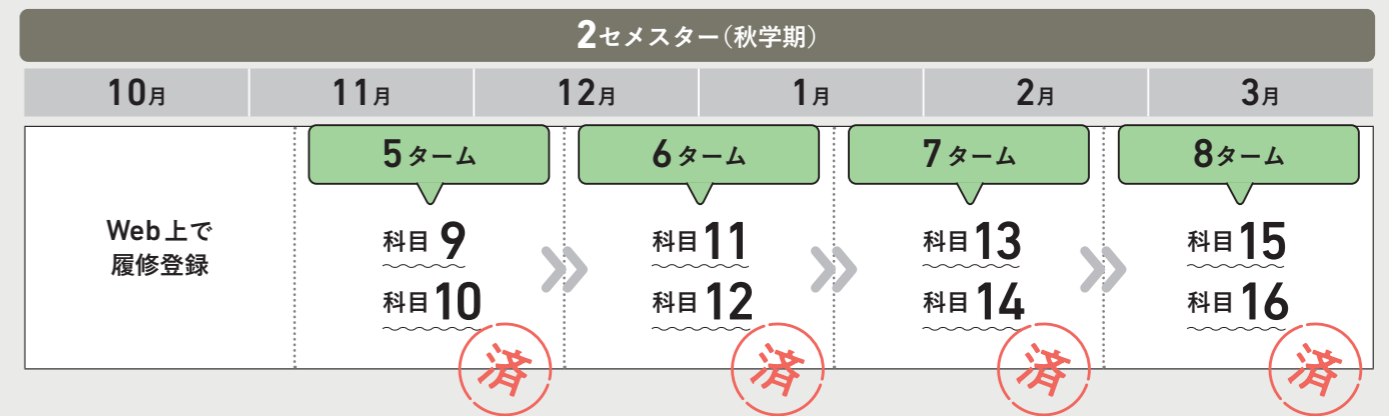 2セメスター（秋学期）
10月 11月 12月 1月 2月 3月
5ターム 6ターム 7ターム 8ターム
Web上で
履修登録
科目9 科目11 科目13 科目15
科目10 科目12 科目14 科目16
済 済 済 済